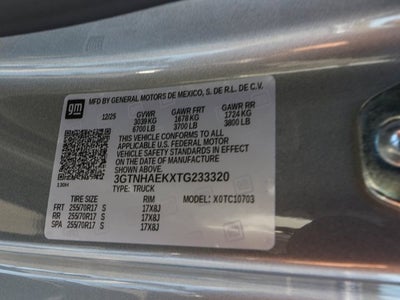 gm MFD BY GENERAL MOTORS DE MEXICO, S. DE R.L. DE C.V.
12/25 GVWR GAWR FRT GAWR RR
3039 KG 1678 KG 1724 KG
6700 LB 3700 LB 3800 LB
THIS VEHICLE CONFORMS TO ALL
APPLICABLE U.S. FEDERAL MOTOR
VEHICLE SAFETY STANDARDS IN EFFECT
ON THE DATE OF MANUFACTURE
SHOWN ABOVE.
3GTNHAEKXTG233320
TYPE: TRUCK
TIRE SIZE RIM MODEL: X0TC10703
FRT 255/70R17 S 17X8J
RR 255/70R17 S 17X8J
SPA 255/70R17 S 17X8J